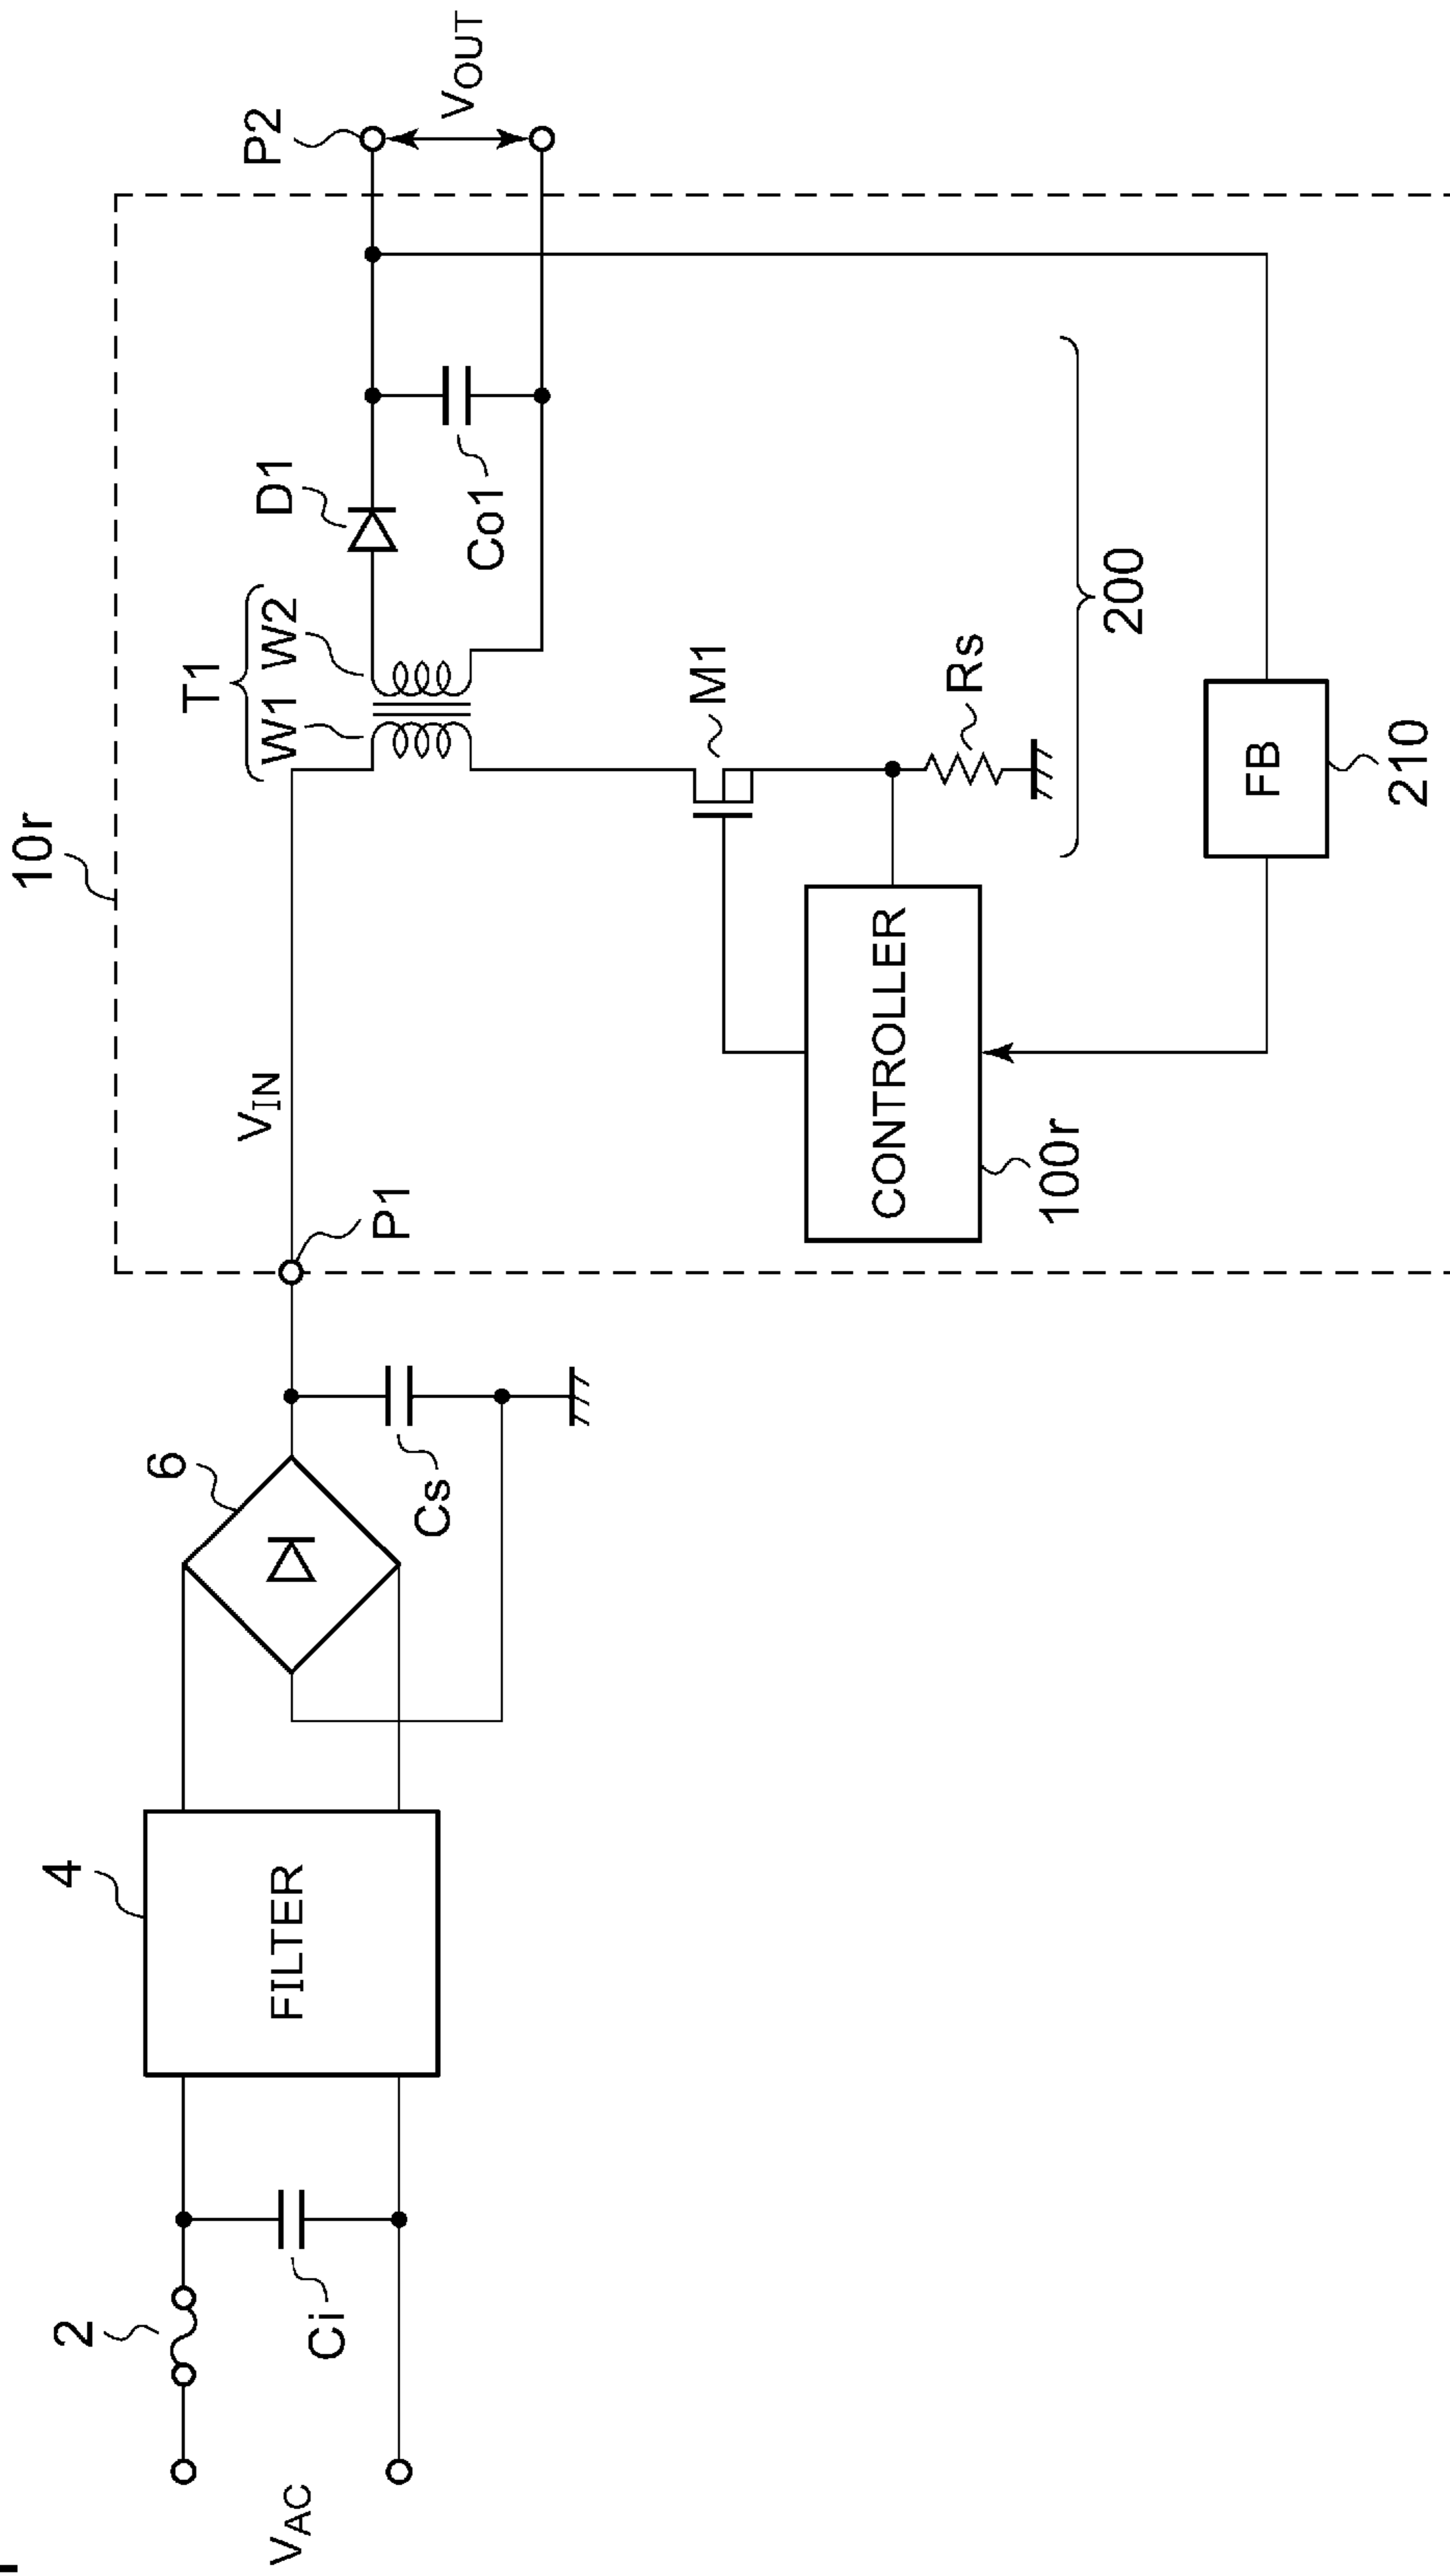 10r
T1
W1 W2
D1
P2
VOUT
VIN
P1
Co1
6
4
2
FILTER
Cs
Ci
VAC
M1
Rs
CONTROLLER
100r
200
FB
210